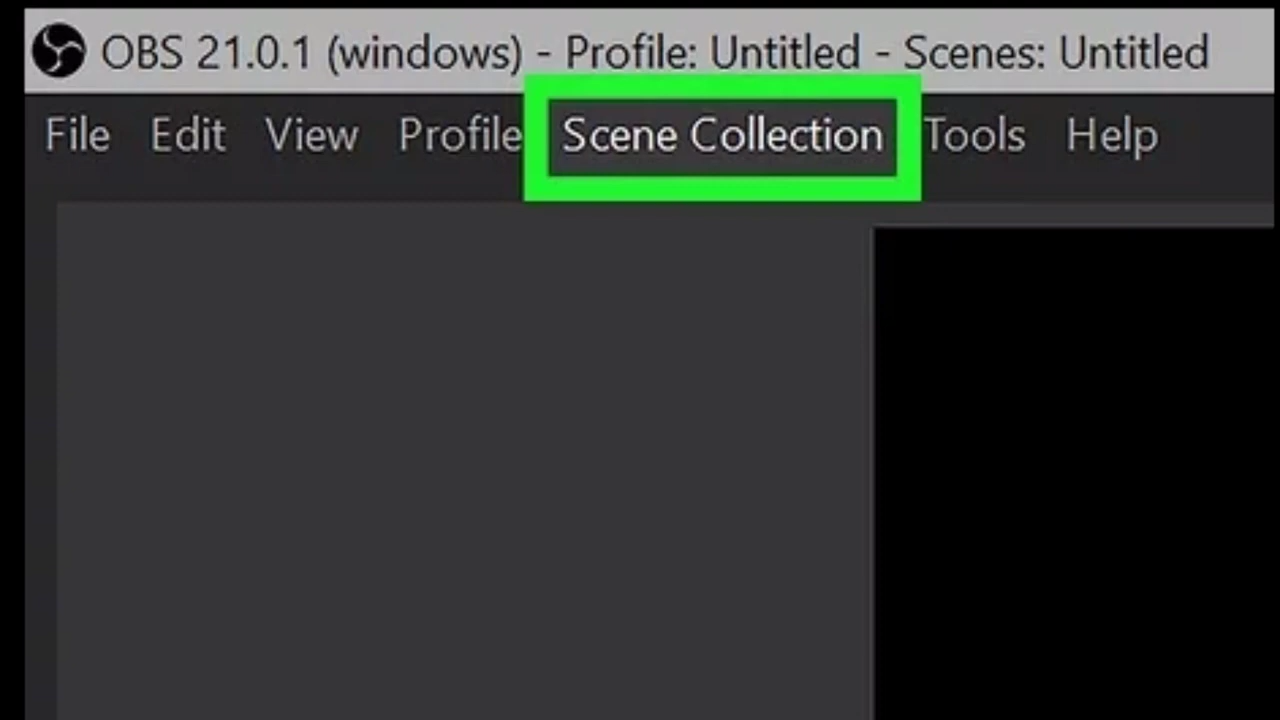 OBS 21.0.1 (windows) - Profile: Untitled - Scenes: Untitled
File Edit View Profile Scene Collection Tools Help